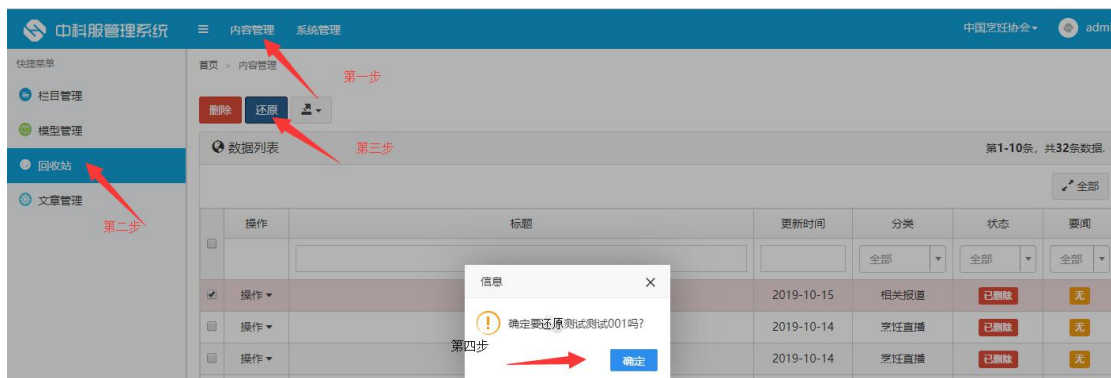 中科服管理系统 内容管理 系统管理 中国烹饪协会 adm
快捷菜单
首页 » 内容管理
第一步
栏目管理
删除 还原
模型管理
数据列表 第三步 第1-10条，共32条数据.
回收站
全部
文章管理
第二步
操作 标题 更新时间 分类 状态 要闻
全部 全部 全部
信息
操作 2019-10-15 相关报道 已删除 无
确定要还原测试测试001吗?
操作 2019-10-14 烹饪直播 已删除 无
第四步
确定
操作 2019-10-14 烹饪直播 已删除 无